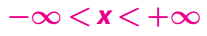 −∞ < x < +∞